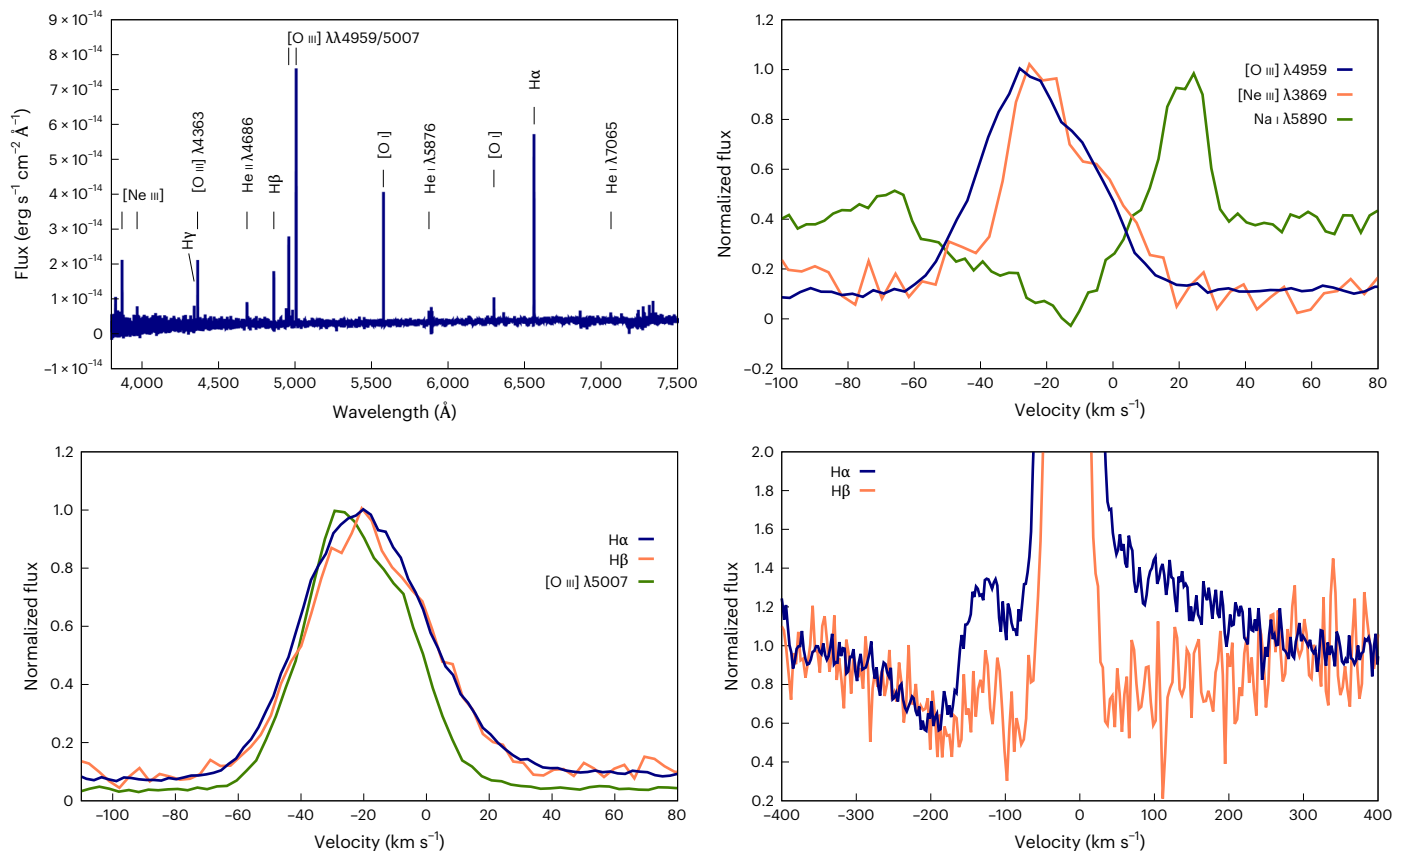 9 × 10⁻¹⁴
8 × 10⁻¹⁴
7 × 10⁻¹⁴
6 × 10⁻¹⁴
5 × 10⁻¹⁴
4 × 10⁻¹⁴
3 × 10⁻¹⁴
2 × 10⁻¹⁴
1 × 10⁻¹⁴
0
−1 × 10⁻¹⁴
Flux (erg s⁻¹ cm⁻² Å⁻¹)
[O III] λλ4959/5007
[Ne III]
Hγ
[O III] λ4363
He II λ4686
Hβ
[O I]
He I λ5876
[O I]
Hα
He I λ7065
4,000 4,500 5,000 5,500 6,000 6,500 7,000 7,500
Wavelength (Å)
1.2
1.0
0.8
0.6
0.4
0.2
0
−0.2
Normalized flux
[O III] λ4959
[Ne III] λ3869
Na I λ5890
−100 −80 −60 −40 −20 0 20 40 60 80
Velocity (km s⁻¹)
1.2
1.0
0.8
0.6
0.4
0.2
0
Normalized flux
Hα
Hβ
[O III] λ5007
−100 −80 −60 −40 −20 0 20 40 60 80
Velocity (km s⁻¹)
2.0
1.8
1.6
1.4
1.2
1.0
0.8
0.6
0.4
0.2
Normalized flux
Hα
Hβ
−400 −300 −200 −100 0 100 200 300 400
Velocity (km s⁻¹)